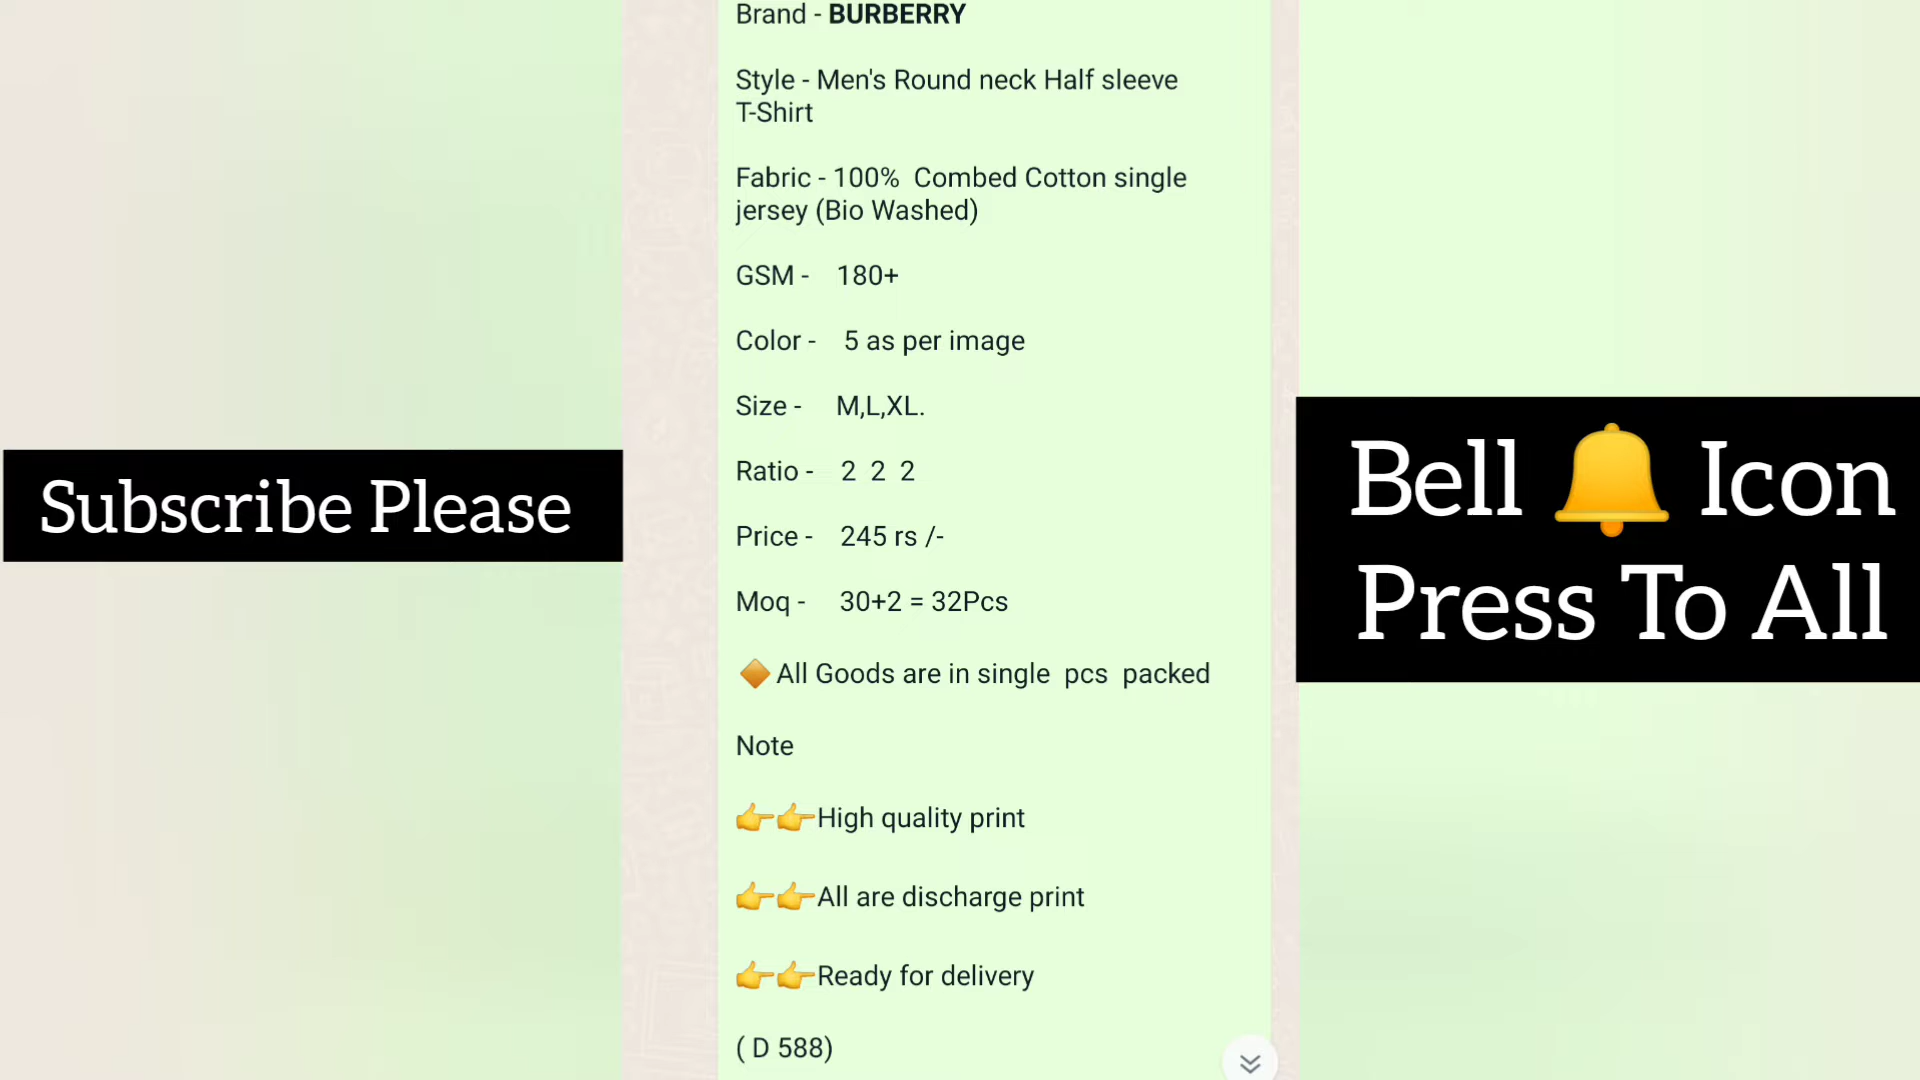 Brand - BURBERRY
Style - Men's Round neck Half sleeve
T-Shirt
Fabric - 100%  Combed Cotton single
jersey (Bio Washed)
GSM -    180+
Color -    5 as per image
Size -     M,L,XL.
Ratio -    2  2  2
Price -    245 rs /-
Moq -     30+2 = 32Pcs
🔶All Goods are in single  pcs  packed
Note
👉👉High quality print
👉👉All are discharge print
👉👉Ready for delivery
( D 588)
Subscribe Please
Bell 🔔 Icon
Press To All